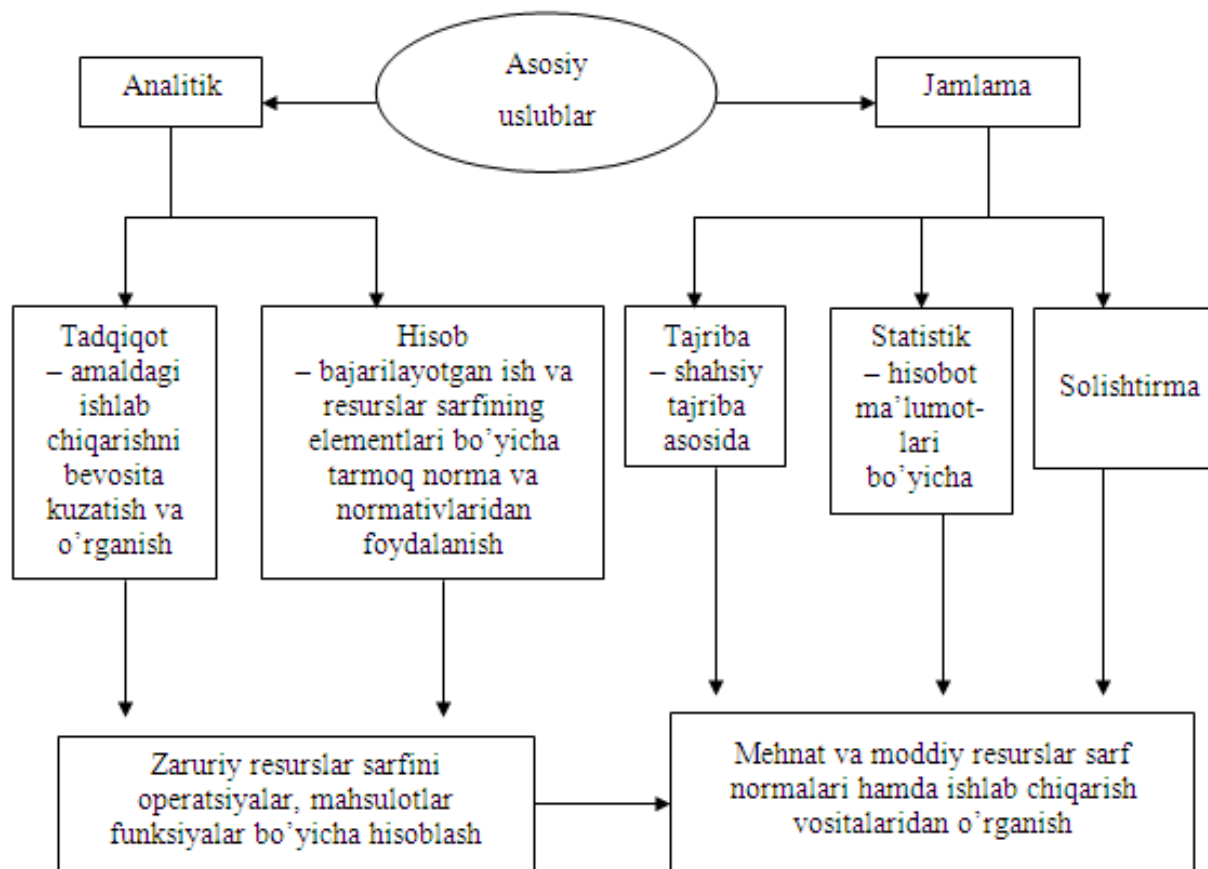 Asosiy
uslublar
Analitik
Jamlama
Tadqiqot
– amaldagi
ishlab
chiqarishni
bevosita
kuzatish va
o’rganish
Hisob
– bajarilayotgan ish va
resurslar sarfining
elementlari bo’yicha
tarmoq norma va
normativlaridan
foydalanish
Tajriba
– shahsiy
tajriba
asosida
Statistik
– hisobot
ma’lumot-
lari
bo’yicha
Solishtirma
Zaruriy resurslar sarfini
operatsiyalar, mahsulotlar
funksiyalar bo’yicha hisoblash
Mehnat va moddiy resurslar sarf
normalari hamda ishlab chiqarish
vositalaridan o’rganish